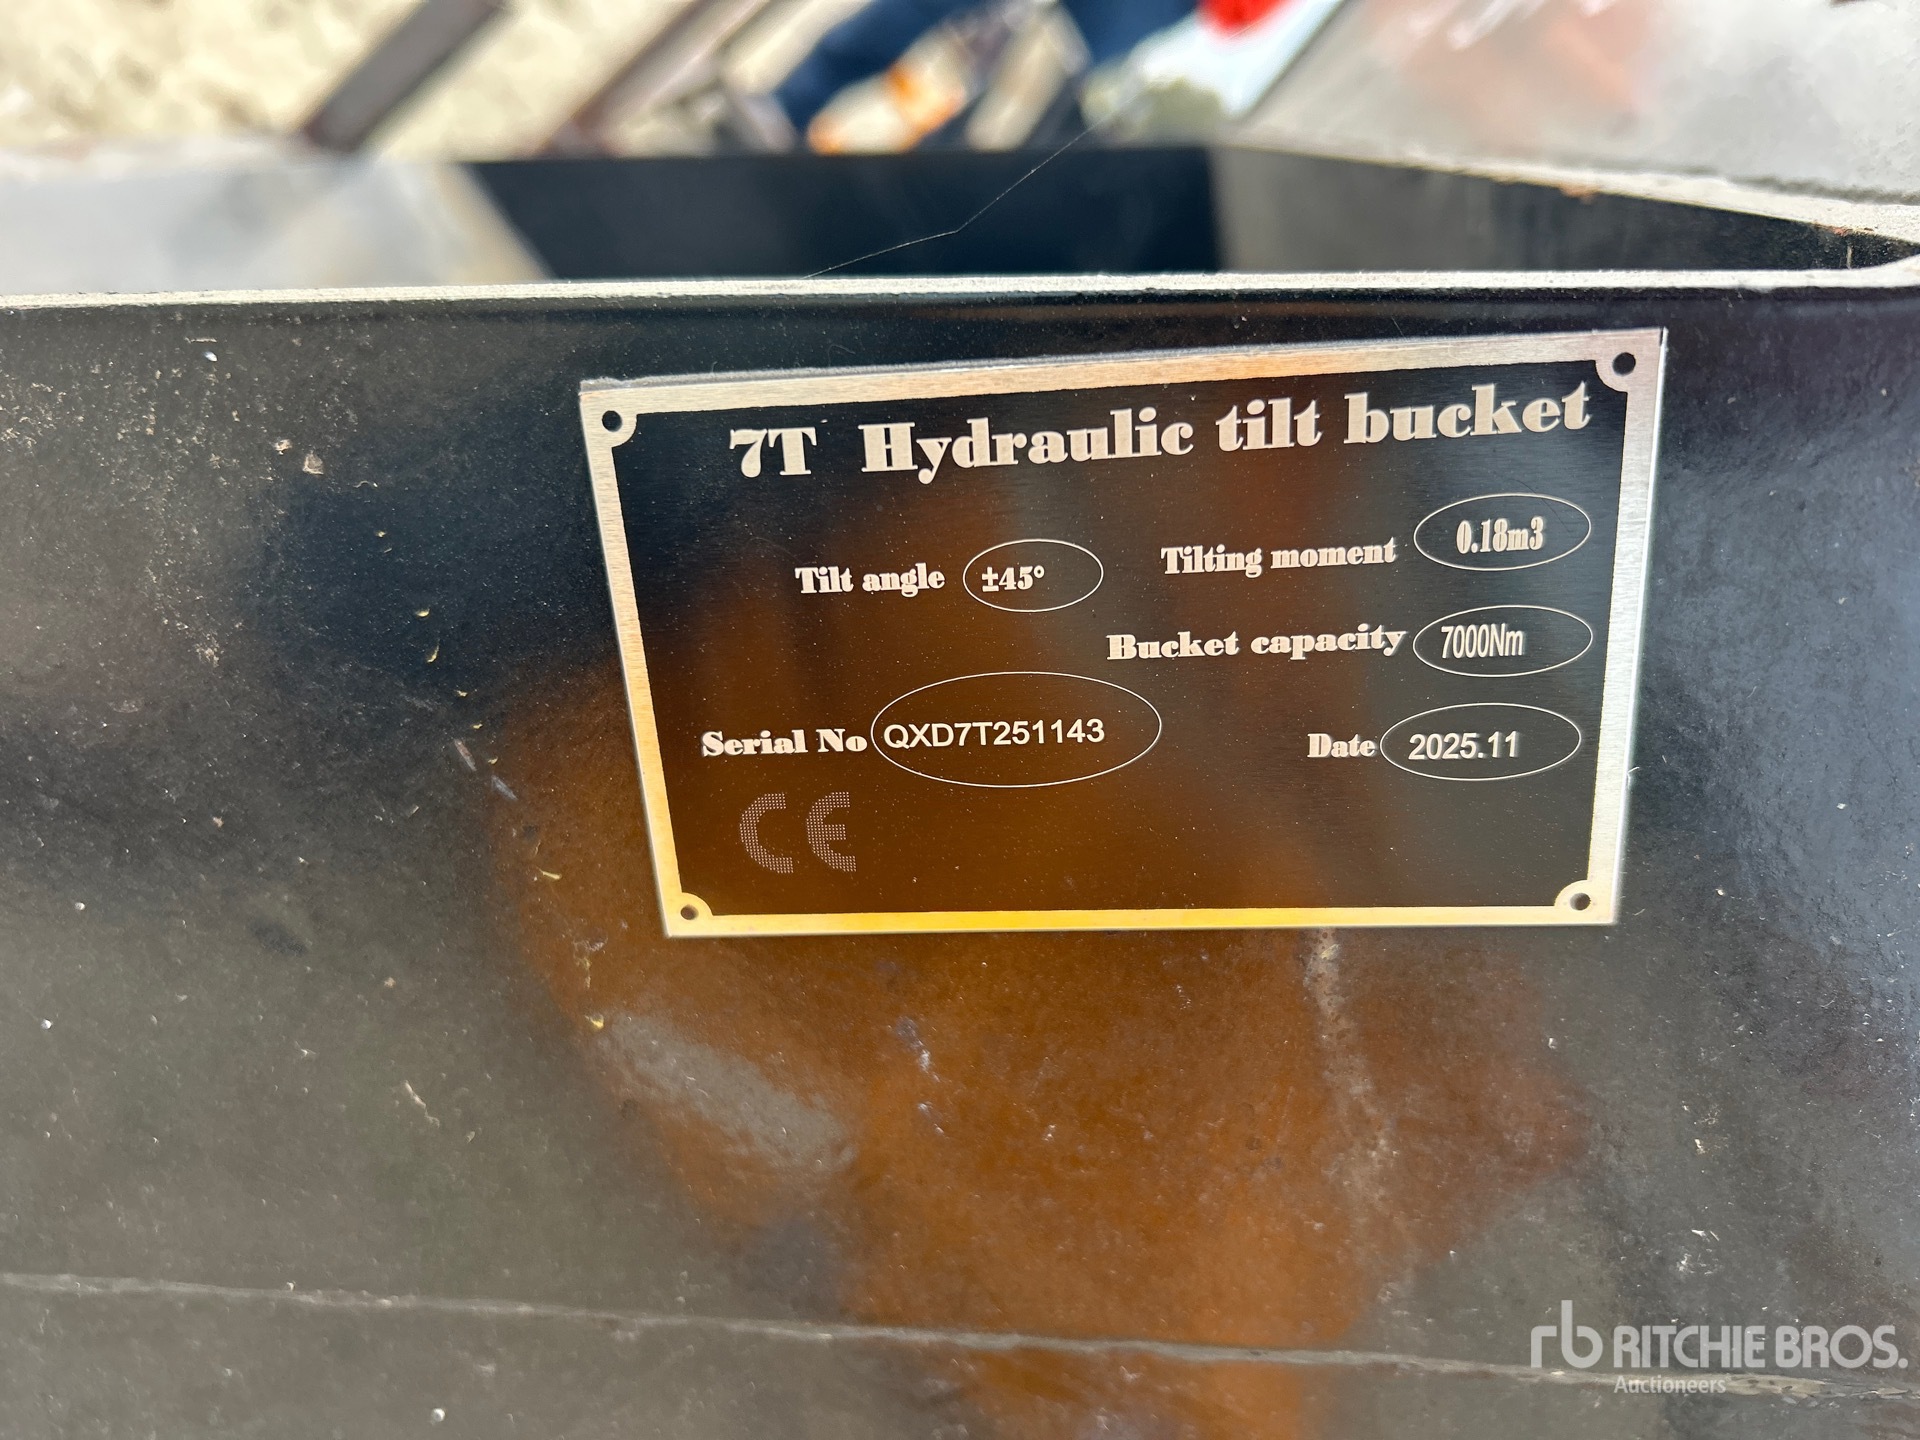 7T Hydraulic tilt bucket
Tilt angle ±45°
Tilting moment 0.18m3
Bucket capacity 7000Nm
Serial No QXD7T251143
Date 2025.11
CE
rb RITCHIE BROS.
Auctioneers